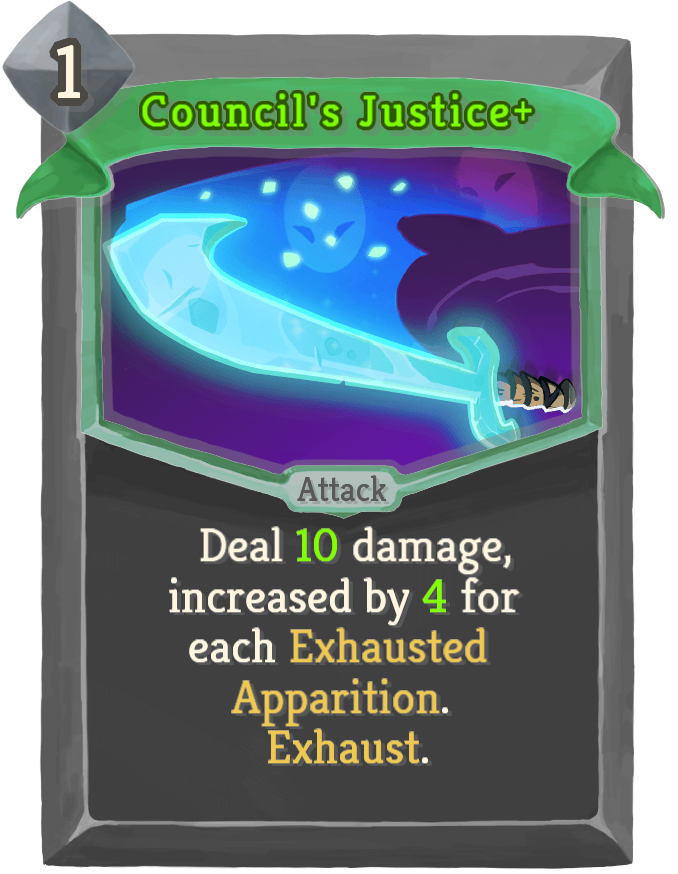 1
Council's Justice+
Attack
Deal 10 damage,
increased by 4 for
each Exhausted
Apparition.
Exhaust.